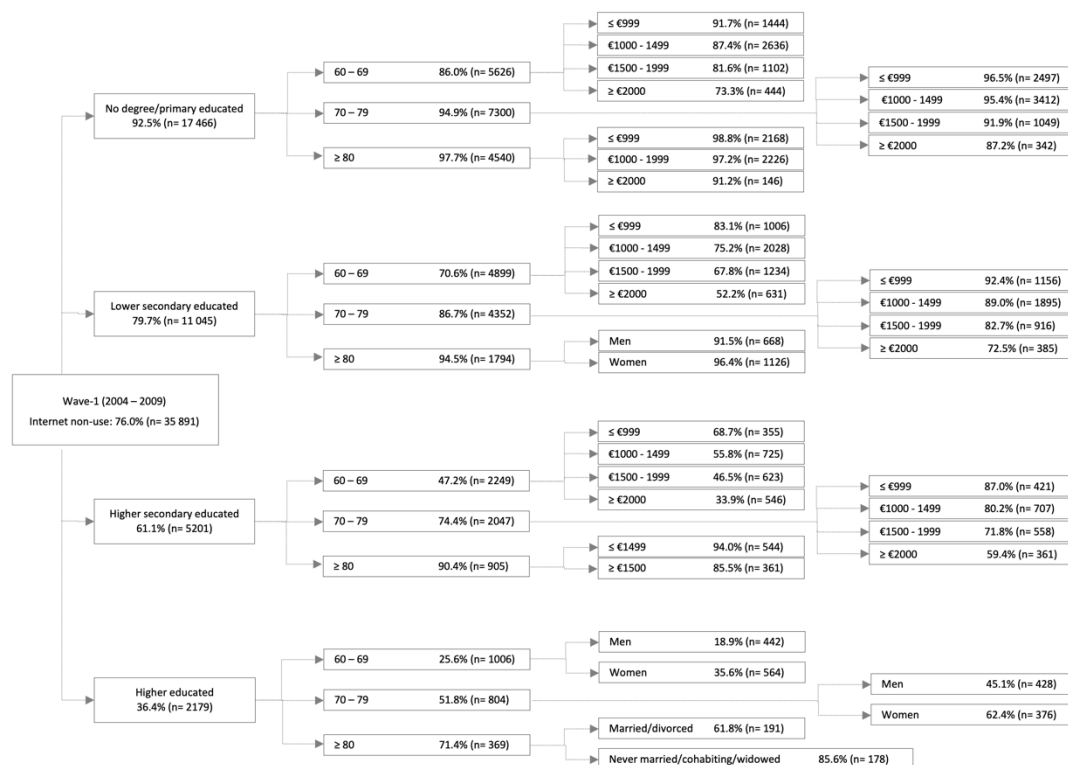 Wave-1 (2004 – 2009)
Internet non-use: 76.0% (n= 35 891)
No degree/primary educated
92.5% (n= 17 466)
60 – 69 86.0% (n= 5626)
≤ €999 91.7% (n= 1444)
€1000 - 1499 87.4% (n= 2636)
€1500 - 1999 81.6% (n= 1102)
≥ €2000 73.3% (n= 444)
70 – 79 94.9% (n= 7300)
≤ €999 96.5% (n= 2497)
€1000 - 1499 95.4% (n= 3412)
€1500 - 1999 91.9% (n= 1049)
≥ €2000 87.2% (n= 342)
≥ 80 97.7% (n= 4540)
≤ €999 98.8% (n= 2168)
€1000 - 1999 97.2% (n= 2226)
≥ €2000 91.2% (n= 146)
Lower secondary educated
79.7% (n= 11 045)
60 – 69 70.6% (n= 4899)
≤ €999 83.1% (n= 1006)
€1000 - 1499 75.2% (n= 2028)
€1500 - 1999 67.8% (n= 1234)
≥ €2000 52.2% (n= 631)
70 – 79 86.7% (n= 4352)
≤ €999 92.4% (n= 1156)
€1000 - 1499 89.0% (n= 1895)
€1500 - 1999 82.7% (n= 916)
≥ €2000 72.5% (n= 385)
≥ 80 94.5% (n= 1794)
Men 91.5% (n= 668)
Women 96.4% (n= 1126)
Higher secondary educated
61.1% (n= 5201)
60 – 69 47.2% (n= 2249)
≤ €999 68.7% (n= 355)
€1000 - 1499 55.8% (n= 725)
€1500 - 1999 46.5% (n= 623)
≥ €2000 33.9% (n= 546)
70 – 79 74.4% (n= 2047)
≤ €999 87.0% (n= 421)
€1000 - 1499 80.2% (n= 707)
€1500 - 1999 71.8% (n= 558)
≥ €2000 59.4% (n= 361)
≥ 80 90.4% (n= 905)
≤ €1499 94.0% (n= 544)
≥ €1500 85.5% (n= 361)
Higher educated
36.4% (n= 2179)
60 – 69 25.6% (n= 1006)
Men 18.9% (n= 442)
Women 35.6% (n= 564)
70 – 79 51.8% (n= 804)
Men 45.1% (n= 428)
Women 62.4% (n= 376)
≥ 80 71.4% (n= 369)
Married/divorced 61.8% (n= 191)
Never married/cohabiting/widowed 85.6% (n= 178)